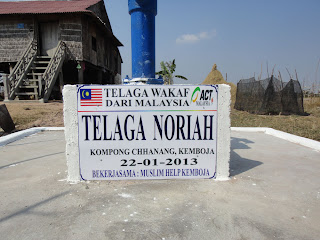 TELAGA WAKAF
DARI MALAYSIA
ACT
TELAGA NORIAH
KOMPONG CHHANANG, KEMBOJA
22-01-2013
BEKERJASAMA : MUSLIM HELP KEMBOJA